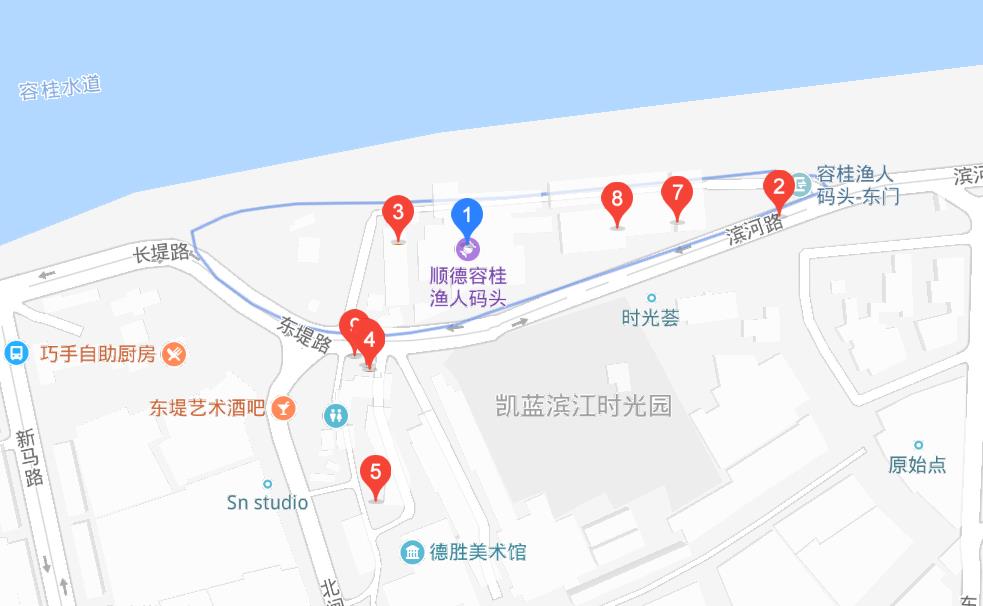 容桂水道
容桂渔人
码头-东门
滨河
2
7
8
3
1
滨河路
长堤路
顺德容桂
渔人码头
时光荟
东堤路
9
4
巧手自助厨房
东堤艺术酒吧
凯蓝滨江时光园
新马路
原始点
5
Sn studio
德胜美术馆
北
东